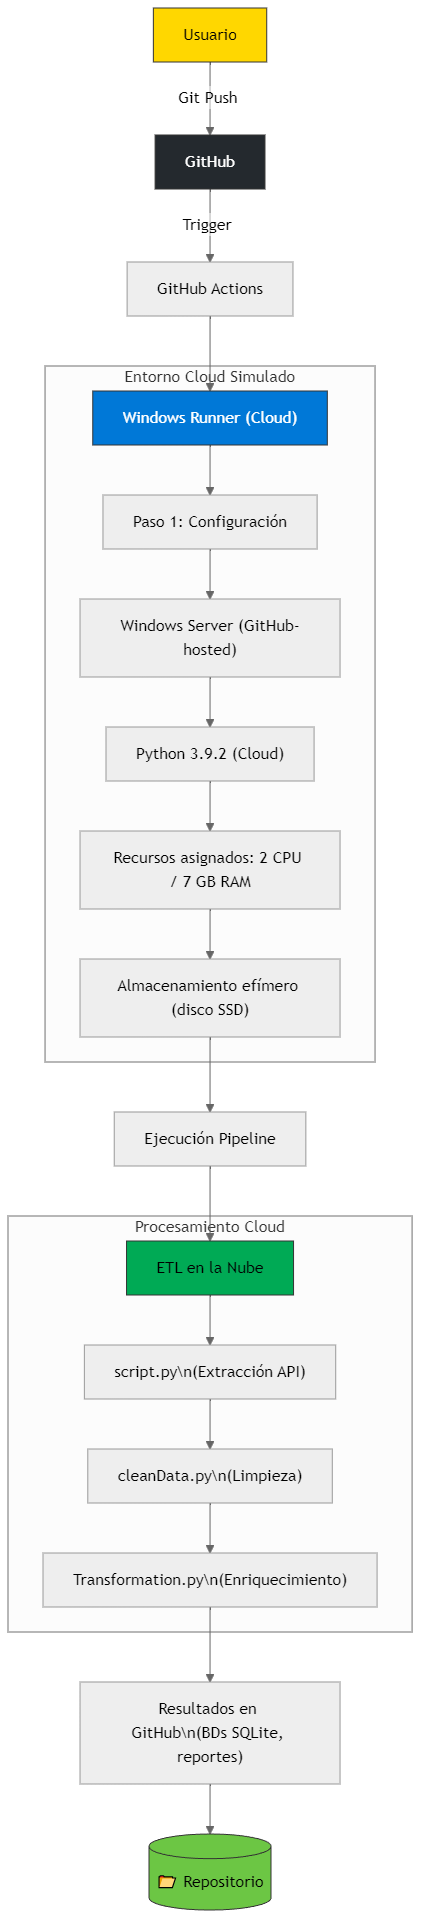 Usuario
Git Push
GitHub
Trigger
GitHub Actions
Entorno Cloud Simulado
Windows Runner (Cloud)
Paso 1: Configuración
Windows Server (GitHub-
hosted)
Python 3.9.2 (Cloud)
Recursos asignados: 2 CPU
/ 7 GB RAM
Almacenamiento efímero
(disco SSD)
Ejecución Pipeline
Procesamiento Cloud
ETL en la Nube
script.py\n(Extracción API)
cleanData.py\n(Limpieza)
Transformation.py\n(Enriquecimiento)
Resultados en
GitHub\n(BDs SQLite,
reportes)
📂 Repositorio